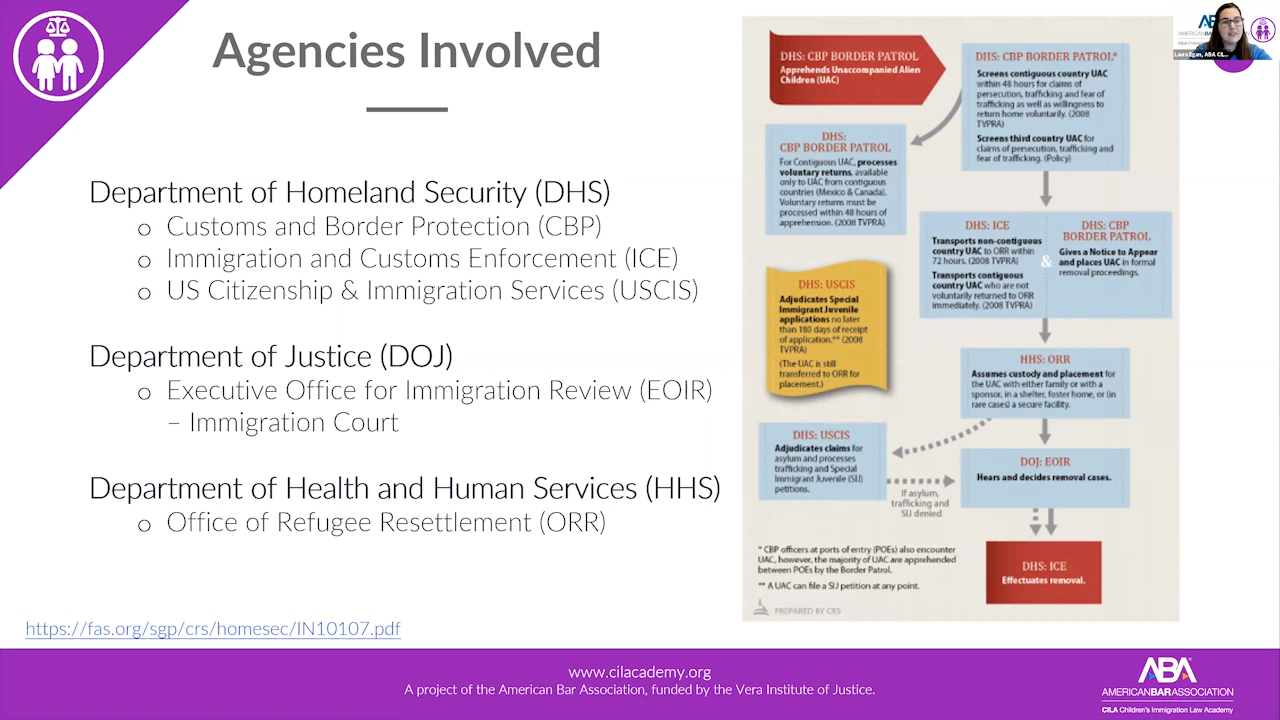 Agencies Involved
Department of Homeland Security (DHS)
o Customs and Border Protection (CBP)
o Immigration and Customs Enforcement (ICE)
o US Citizenship & Immigration Services (USCIS)
Department of Justice (DOJ)
o Executive Office for Immigration Review (EOIR)
– Immigration Court
Department of Health and Human Services (HHS)
o Office of Refugee Resettlement (ORR)
https://fas.org/sgp/crs/homesec/IN10107.pdf
DHS: CBP BORDER PATROL
Apprehends Unaccompanied Alien
Children (UAC)
DHS: CBP BORDER PATROL*
Screens contiguous country UAC
within 48 hours for claims of
persecution, trafficking and fear of
trafficking as well as willingness to
return home voluntarily. (2008
TVPRA)
Screens third country UAC for
claims of persecution, trafficking and
fear of trafficking. (Policy)
DHS:
CBP BORDER PATROL
For Contiguous UAC, processes
voluntary returns, available
only to UAC from contiguous
countries (Mexico & Canada).
Voluntary returns must be
processed within 48 hours of
apprehension. (2008 TVPRA)
DHS: ICE
Transports non-contiguous
country UAC to ORR within
72 hours. (2008 TVPRA)
Transports contiguous
country UAC who are not
voluntarily returned to ORR
immediately. (2008 TVPRA)
&
DHS: CBP
BORDER PATROL
Gives a Notice to Appear
and places UAC in formal
removal proceedings.
DHS: USCIS
Adjudicates Special
Immigrant Juvenile
applications no later
than 180 days of receipt
of application.** (2008
TVPRA)
(The UAC is still
transferred to ORR for
placement.)
HHS: ORR
Assumes custody and placement for
the UAC with either family or with a
sponsor, in a shelter, foster home, or (in
rare cases) a secure facility.
DHS: USCIS
Adjudicates claims for
asylum and processes
trafficking and Special
Immigrant Juvenile (SIJ)
petitions.
If asylum,
trafficking and
SIJ denied
DOJ: EOIR
Hears and decides removal cases.
DHS: ICE
Effectuates removal.
* CBP officers at ports of entry (POEs) also encounter
UAC, however, the majority of UAC are apprehended
between POEs by the Border Patrol.
** A UAC can file a SIJ petition at any point.
PREPARED BY CRS
Laura Egan, ABA CIL...
www.cilacademy.org
A project of the American Bar Association, funded by the Vera Institute of Justice.
ABA
AMERICANBARASSOCIATION
CILA Children's Immigration Law Academy